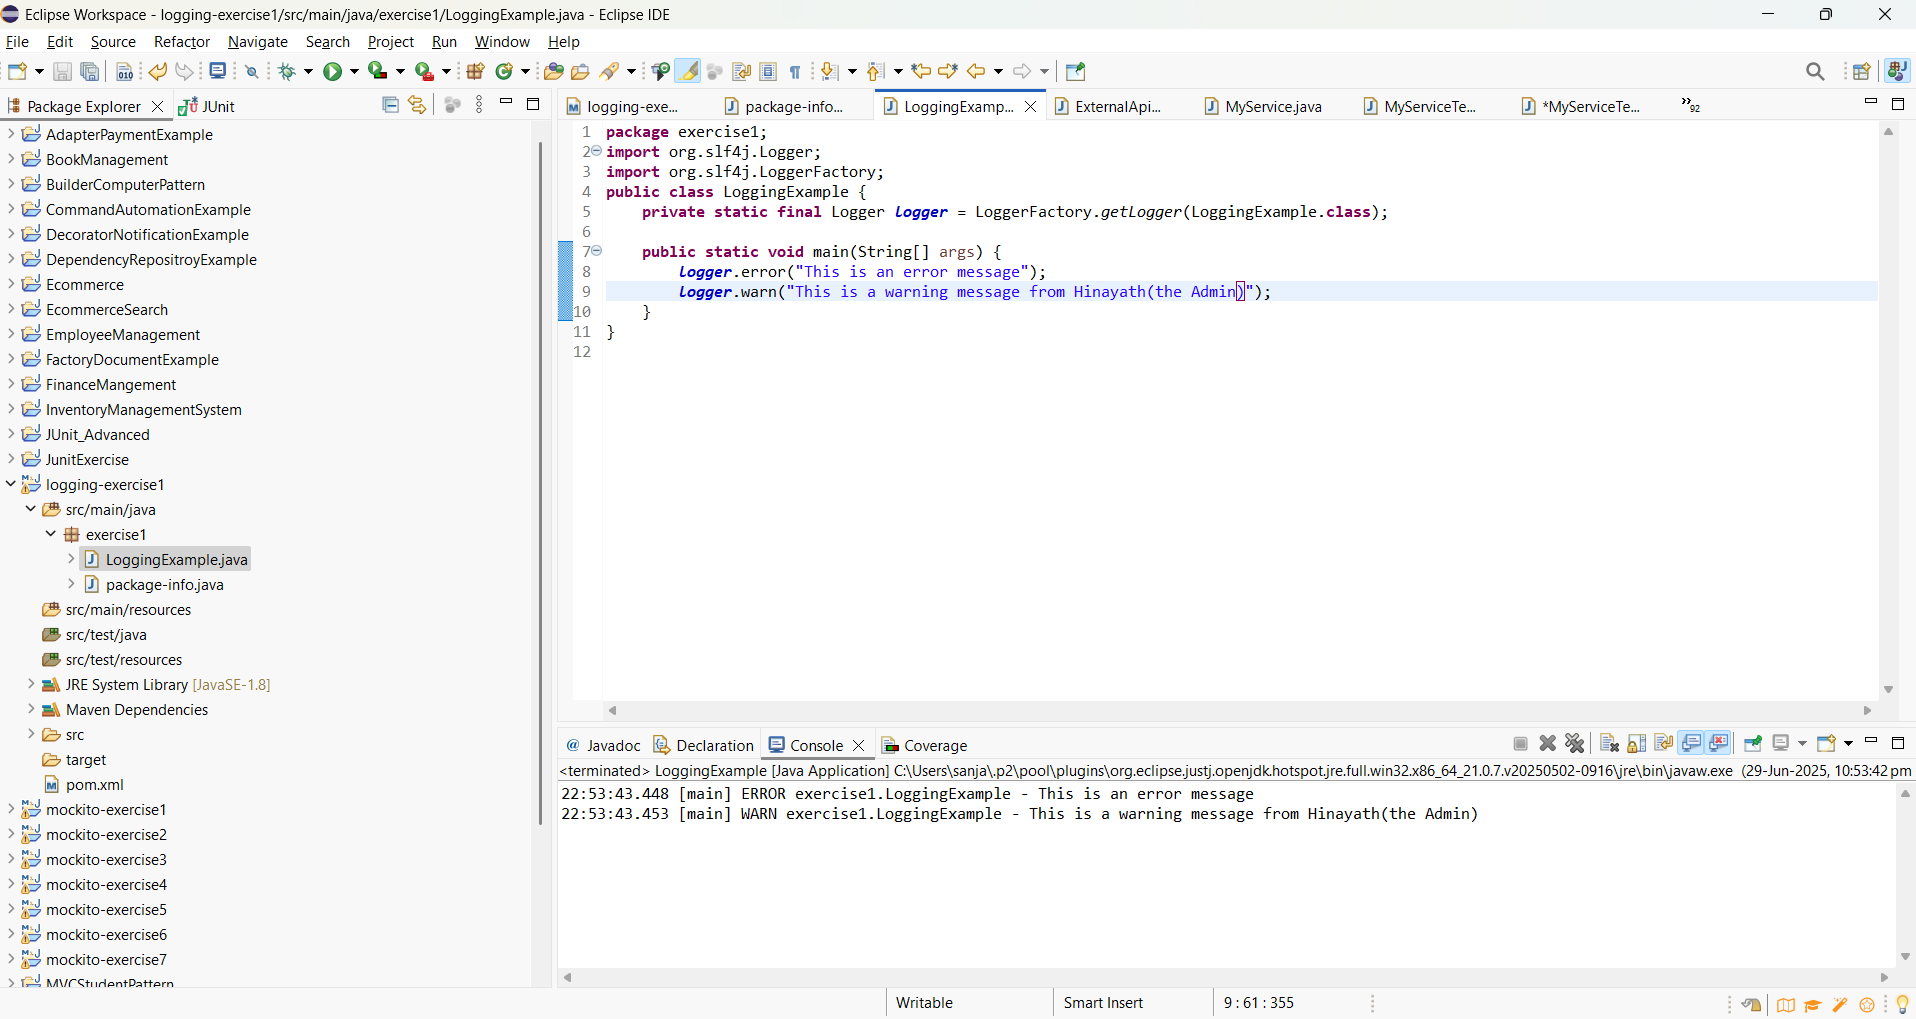 Eclipse Workspace - logging-exercise1/src/main/java/exercise1/LoggingExample.java - Eclipse IDE
File Edit Source Refactor Navigate Search Project Run Window Help
Package Explorer JUnit
AdapterPaymentExample
BookManagement
BuilderComputerPattern
CommandAutomationExample
DecoratorNotificationExample
DependencyRepositroyExample
Ecommerce
EcommerceSearch
EmployeeManagement
FactoryDocumentExample
FinanceMangement
InventoryManagementSystem
JUnit_Advanced
JunitExercise
logging-exercise1
src/main/java
exercise1
LoggingExample.java
package-info.java
src/main/resources
src/test/java
src/test/resources
JRE System Library [JavaSE-1.8]
Maven Dependencies
src
target
pom.xml
mockito-exercise1
mockito-exercise2
mockito-exercise3
mockito-exercise4
mockito-exercise5
mockito-exercise6
mockito-exercise7
MVCStudentPattern
logging-exe... package-info... LoggingExamp... ExternalApi... MyService.java MyServiceTe... *MyServiceTe... »92
1 package exercise1;
2 import org.slf4j.Logger;
3 import org.slf4j.LoggerFactory;
4 public class LoggingExample {
5 private static final Logger logger = LoggerFactory.getLogger(LoggingExample.class);
6
7 public static void main(String[] args) {
8 logger.error("This is an error message");
9 logger.warn("This is a warning message from Hinayath(the Admin)");
10 }
11 }
12
@ Javadoc Declaration Console Coverage
<terminated> LoggingExample [Java Application] C:\Users\sanja\.p2\pool\plugins\org.eclipse.justj.openjdk.hotspot.jre.full.win32.x86_64_21.0.7.v20250502-0916\jre\bin\javaw.exe (29-Jun-2025, 10:53:42 pm
22:53:43.448 [main] ERROR exercise1.LoggingExample - This is an error message
22:53:43.453 [main] WARN exercise1.LoggingExample - This is a warning message from Hinayath(the Admin)
Writable Smart Insert 9 : 61 : 355